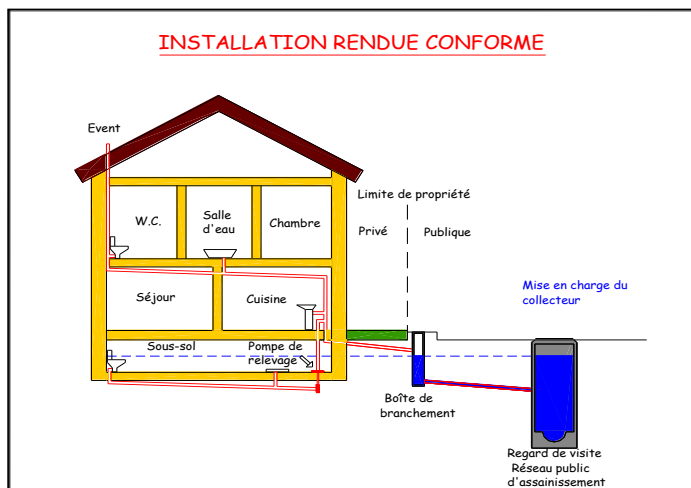 INSTALLATION RENDUE CONFORME
Event
Limite de propriété
W.C.
Salle
d'eau
Chambre
Privé
Publique
Mise en charge du
collecteur
Séjour
Cuisine
Sous-sol
Pompe de
relevage
Boîte de
branchement
Regard de visite
Réseau public
d'assainissement